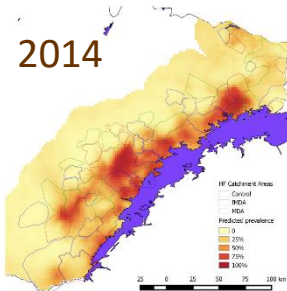 2014
HF Catchment Areas
Control
fMDA
MDA
Predicted prevalence
0
25%
50%
75%
100%
25 0 25 50 75 100 km